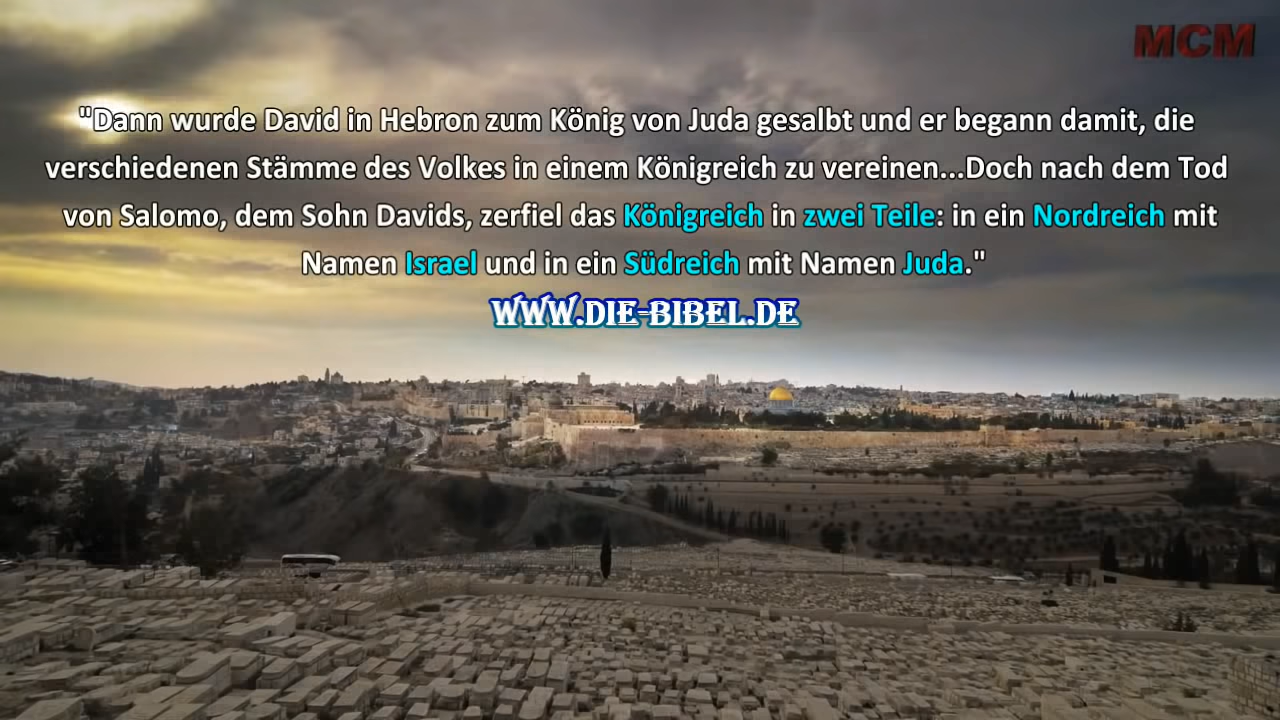 MCM
"Dann wurde David in Hebron zum König von Juda gesalbt und er begann damit, die
verschiedenen Stämme des Volkes in einem Königreich zu vereinen...Doch nach dem Tod
von Salomo, dem Sohn Davids, zerfiel das Königreich in zwei Teile: in ein Nordreich mit
Namen Israel und in ein Südreich mit Namen Juda."
WWW.DIE-BIBEL.DE